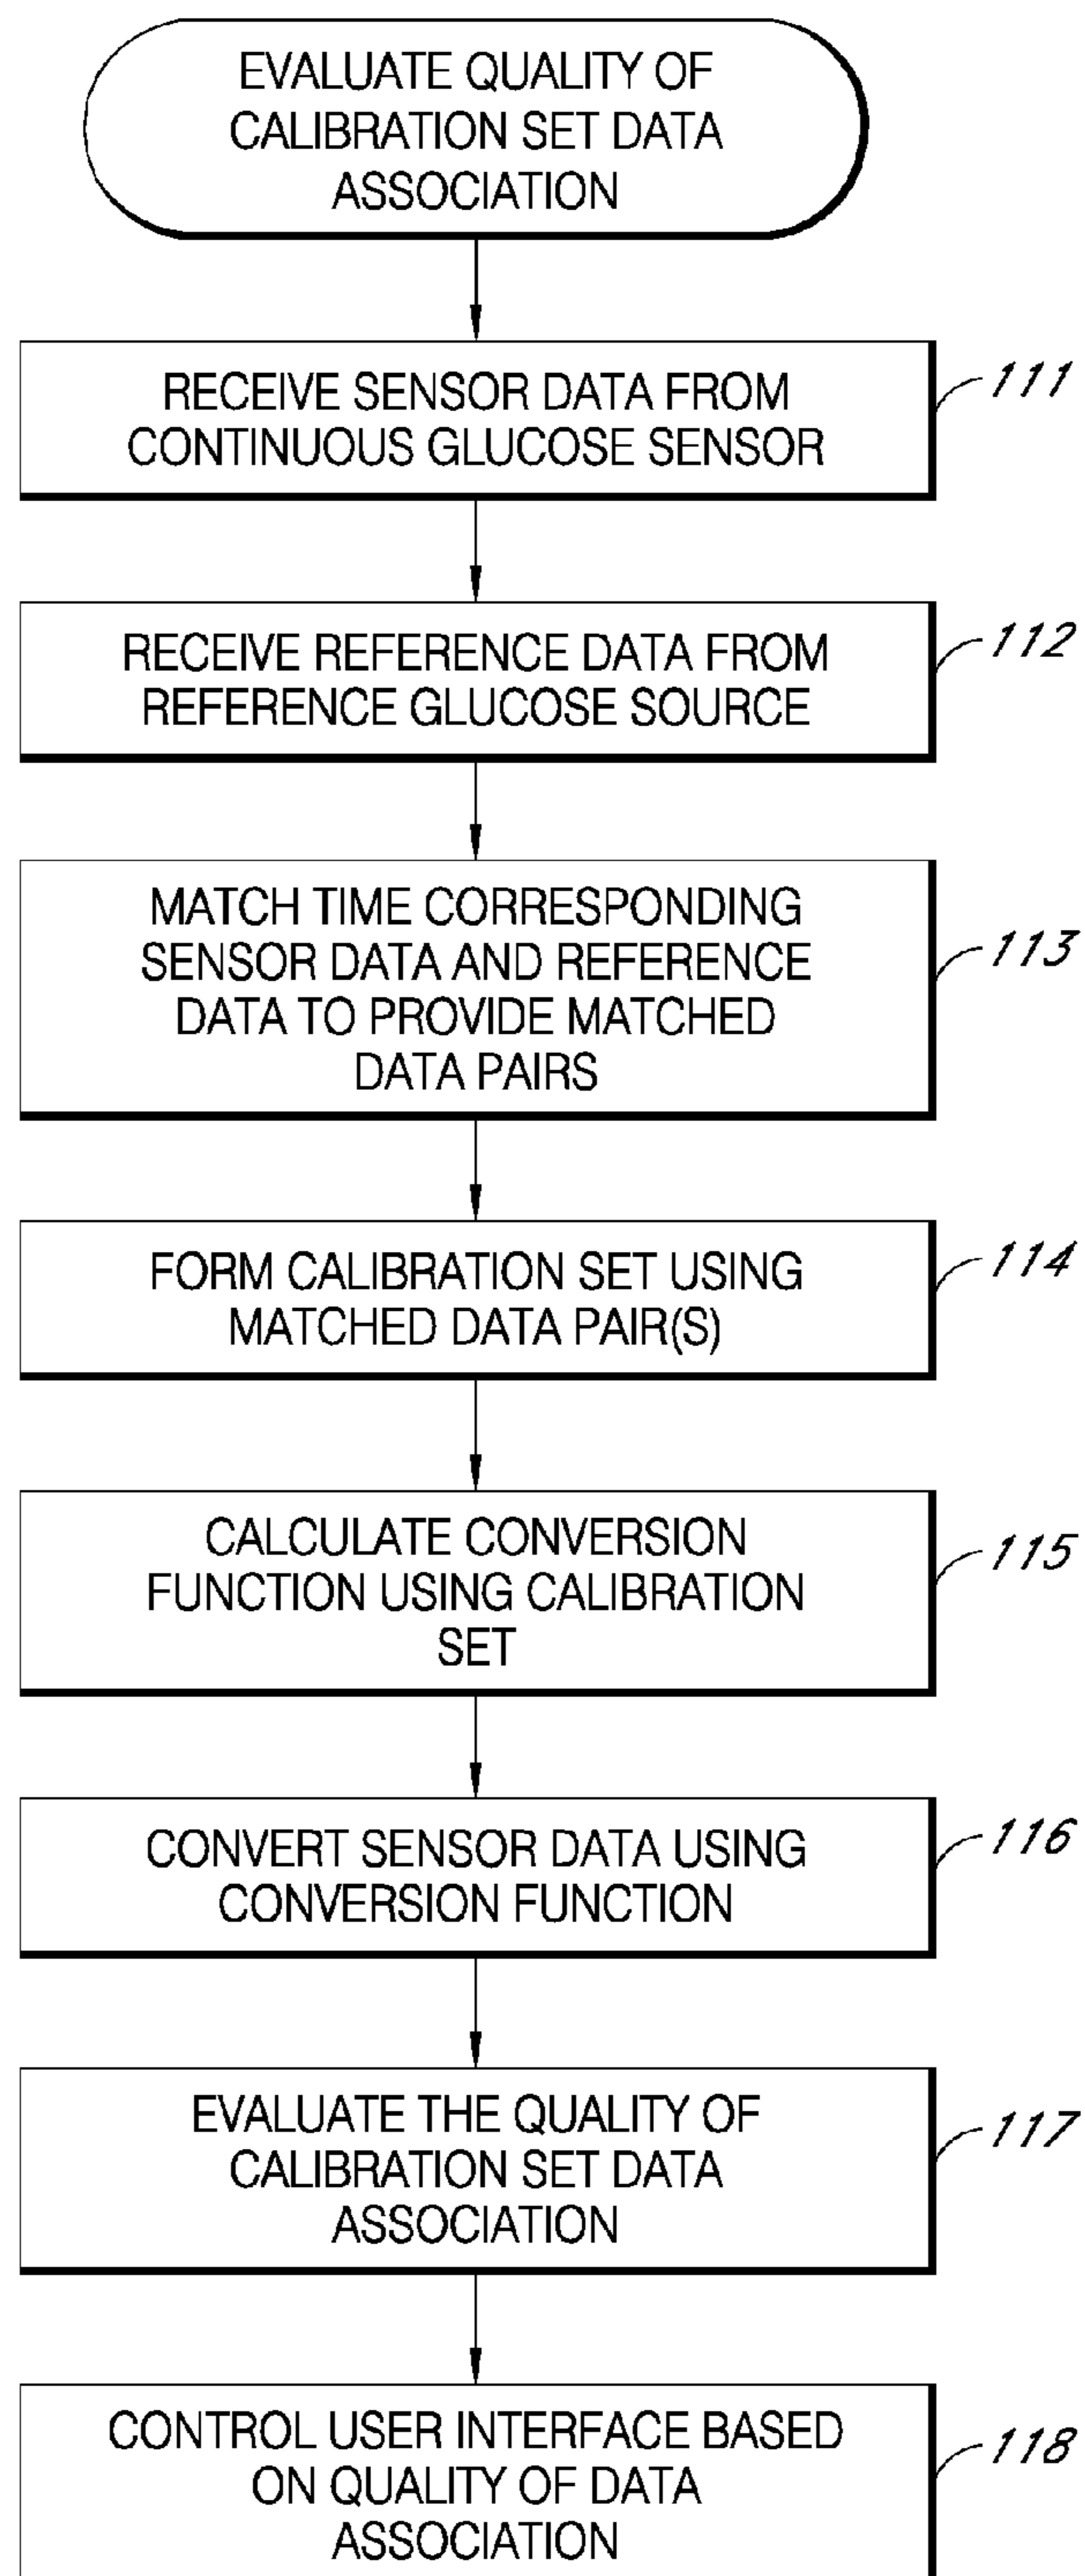 EVALUATE QUALITY OF
CALIBRATION SET DATA
ASSOCIATION
RECEIVE SENSOR DATA FROM
CONTINUOUS GLUCOSE SENSOR
111
RECEIVE REFERENCE DATA FROM
REFERENCE GLUCOSE SOURCE
112
MATCH TIME CORRESPONDING
SENSOR DATA AND REFERENCE
DATA TO PROVIDE MATCHED
DATA PAIRS
113
FORM CALIBRATION SET USING
MATCHED DATA PAIR(S)
114
CALCULATE CONVERSION
FUNCTION USING CALIBRATION
SET
115
CONVERT SENSOR DATA USING
CONVERSION FUNCTION
116
EVALUATE THE QUALITY OF
CALIBRATION SET DATA
ASSOCIATION
117
CONTROL USER INTERFACE BASED
ON QUALITY OF DATA
ASSOCIATION
118